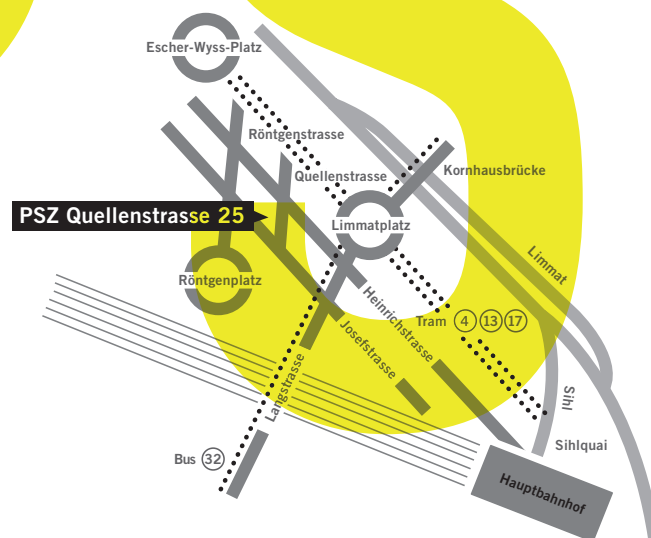 Escher-Wyss-Platz
Röntgenstrasse
Quellenstrasse
Kornhausbrücke
PSZ Quellenstrasse 25
Limmatplatz
Limmat
Röntgenplatz
Heinrichstrasse
Tram 4 13 17
Josefstrasse
Langstrasse
Sihl
Sihlquai
Bus 32
Hauptbahnhof